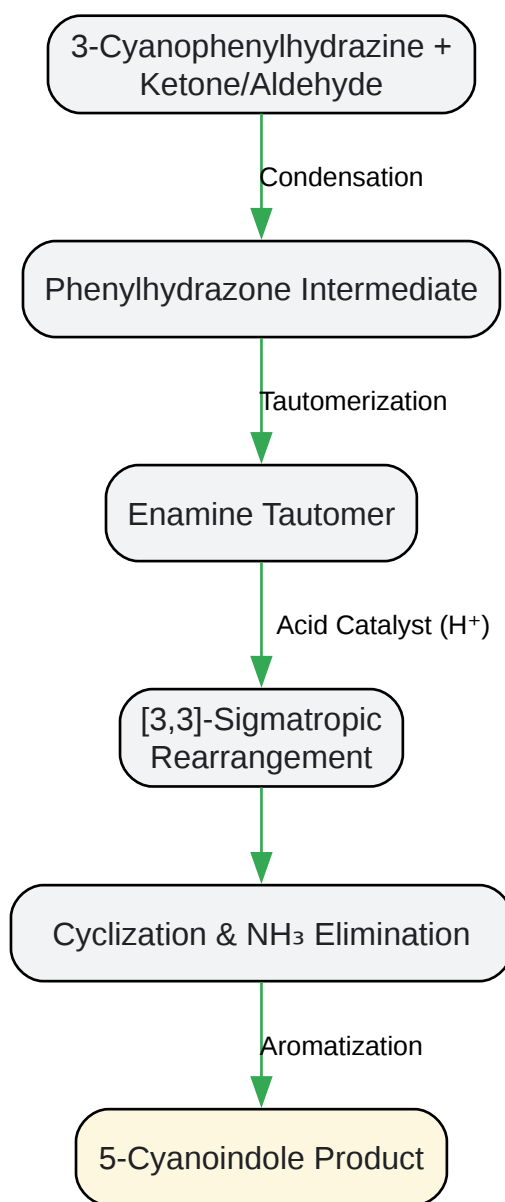 3-Cyanophenylhydrazine +
Ketone/Aldehyde
Condensation
Phenylhydrazone Intermediate
Tautomerization
Enamine Tautomer
Acid Catalyst (H⁺)
[3,3]-Sigmatropic
Rearrangement
Cyclization & NH₃ Elimination
Aromatization
5-Cyanoindole Product